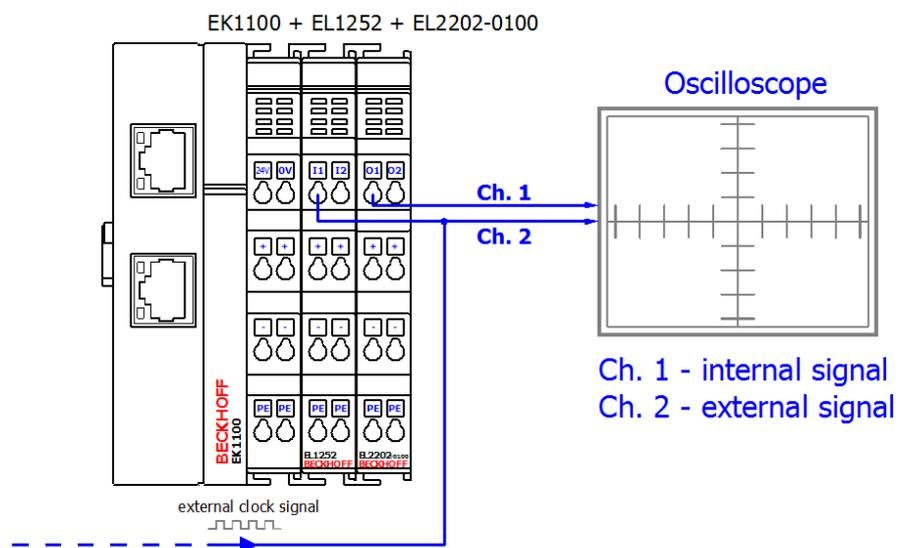 EK1100 + EL1252 + EL2202-0100
Oscilloscope
24V 0V I1 I2 O1 O2
Ch. 1
Ch. 2
+ + + + + +
- - - - - -
Ch. 1 - internal signal
Ch. 2 - external signal
BECKHOFF
EK1100
PE PE PE PE PE PE
EL1252 EL2202-0100
BECKHOFF BECKHOFF
external clock signal